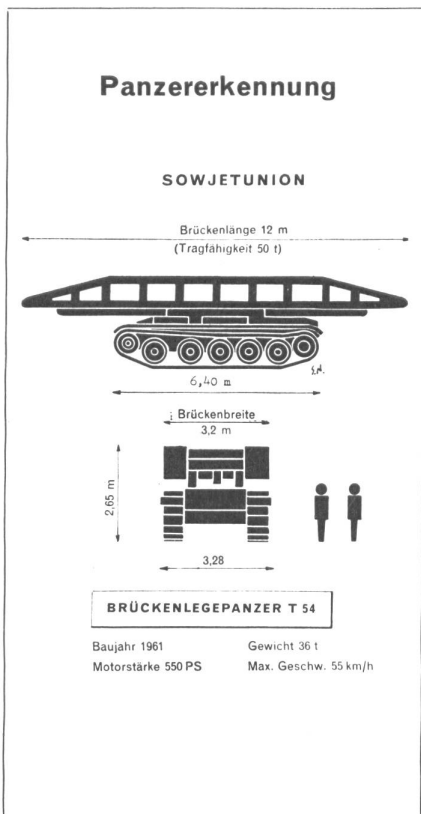 Panzererkennung
SOWJETUNION
Brückenlänge 12 m
(Tragfähigkeit 50 t)
6,40 m
Brückenbreite
3,2 m
2,65 m
3,28
BRÜCKENLEGEPANZER T 54
Baujahr 1961
Gewicht 36 t
Motorstärke 550 PS
Max. Geschw. 55 km/h